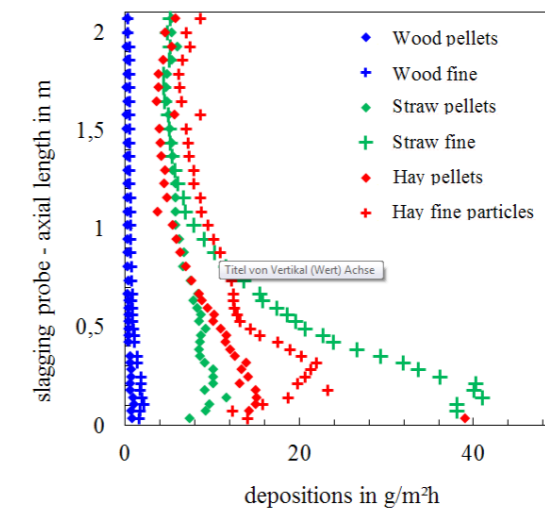 2
Wood pellets
Wood fine
Straw pellets
1,5
Straw fine
Hay pellets
Hay fine particles
1
Titel von Vertikal (Wert) Achse
0,5
0
0 20 40
slagging probe - axial length in m
depositions in g/m²h